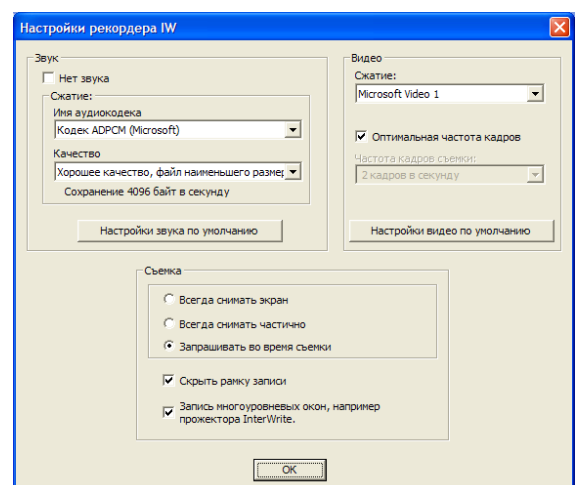 Настройки рекордера IW
Звук
Нет звука
Сжатие:
Имя аудиокодека
Кодек ADPCM (Microsoft)
Качество
Хорошее качество, файл наименьшего размер
Сохранение 4096 байт в секунду
Настройки звука по умолчанию
Видео
Сжатие:
Microsoft Video 1
Оптимальная частота кадров
Частота кадров съемки:
2 кадров в секунду
Настройки видео по умолчанию
Съемка
Всегда снимать экран
Всегда снимать частично
Запрашивать во время съемки
Скрыть рамку записи
Запись многоуровневых окон, например
прожектора InterWrite.
OK